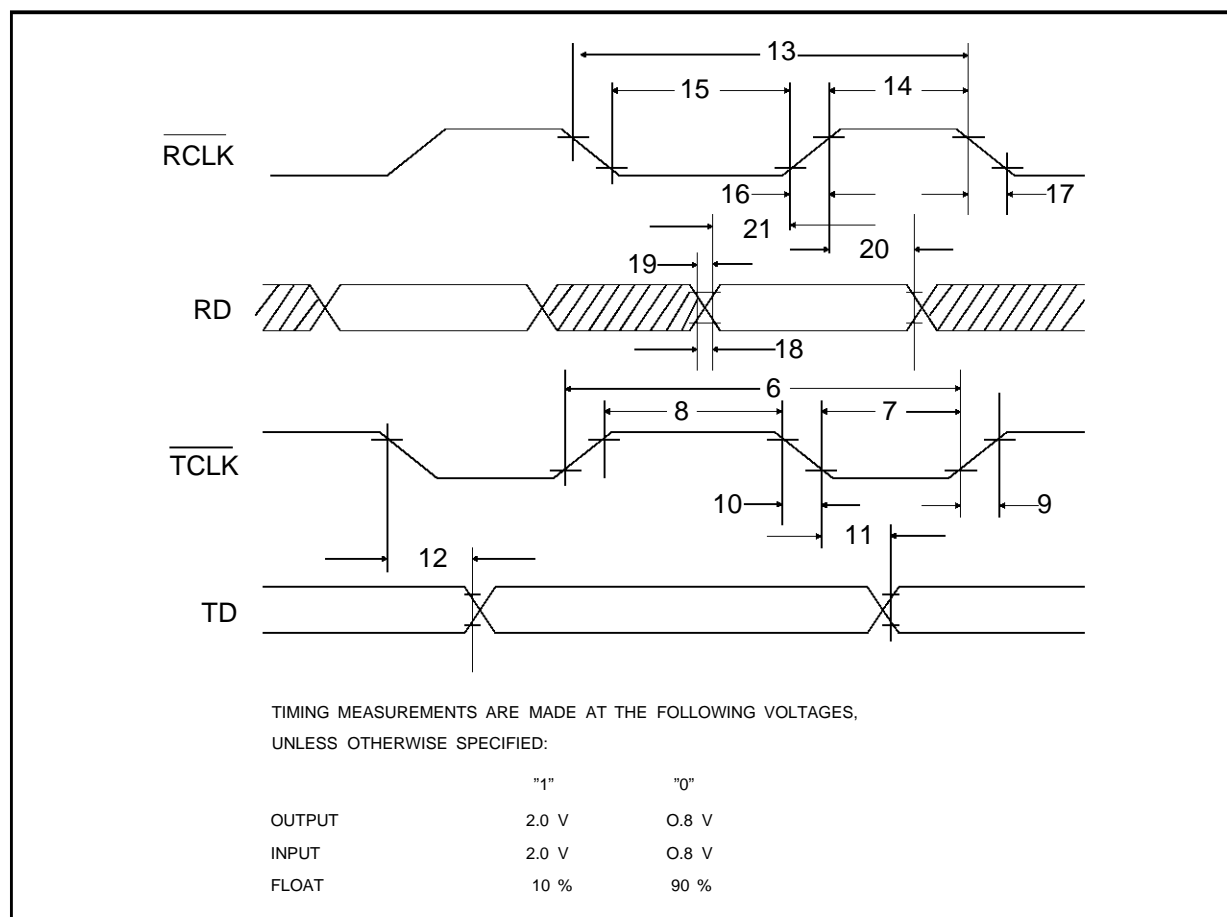 13
15
14
RCLK
16
17
21
20
19
RD
18
6
8
7
TCLK
10
9
11
12
TD
TIMING MEASUREMENTS ARE MADE AT THE FOLLOWING VOLTAGES,
UNLESS OTHERWISE SPECIFIED:
”1” ”0”
OUTPUT 2.0 V O.8 V
INPUT 2.0 V O.8 V
FLOAT 10 % 90 %